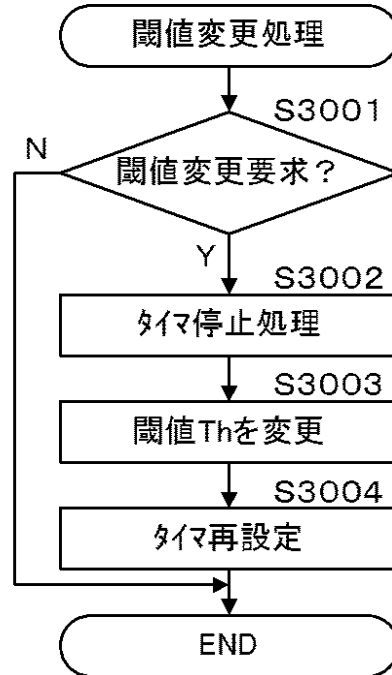 閾値変更処理
S3001
N
閾値変更要求？
Y
S3002
ﾀｲﾏ停止処理
S3003
閾値Thを変更
S3004
ﾀｲﾏ再設定
END